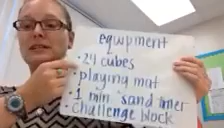 equipment
• 24 cubes
• playing mat
• 1 min sand timer
• challenge block